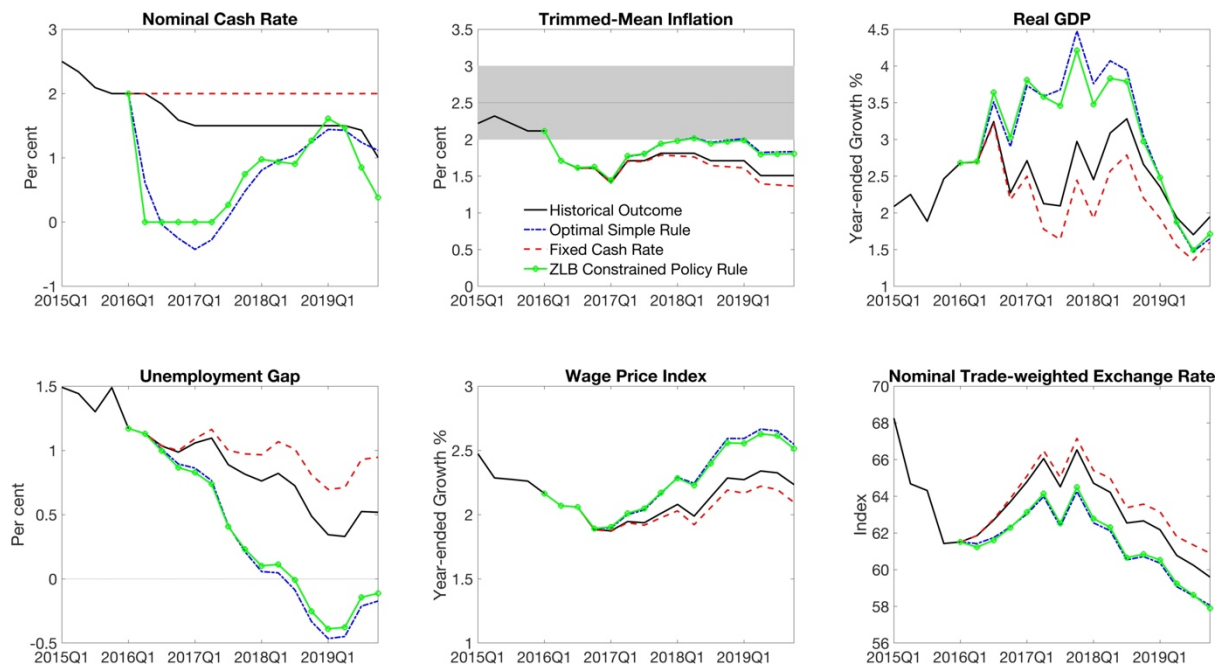 Nominal Cash Rate
Per cent
3
2
1
0
-1
2015Q1 2016Q1 2017Q1 2018Q1 2019Q1
Trimmed-Mean Inflation
Per cent
3.5
3
2.5
2
1.5
1
0.5
0
Historical Outcome
Optimal Simple Rule
Fixed Cash Rate
ZLB Constrained Policy Rule
2015Q1 2016Q1 2017Q1 2018Q1 2019Q1
Real GDP
Year-ended Growth %
4.5
4
3.5
3
2.5
2
1.5
1
2015Q1 2016Q1 2017Q1 2018Q1 2019Q1
Unemployment Gap
Per cent
1.5
1
0.5
0
-0.5
2015Q1 2016Q1 2017Q1 2018Q1 2019Q1
Wage Price Index
Year-ended Growth %
3
2.5
2
1.5
1
2015Q1 2016Q1 2017Q1 2018Q1 2019Q1
Nominal Trade-weighted Exchange Rate
Index
70
68
66
64
62
60
58
56
2015Q1 2016Q1 2017Q1 2018Q1 2019Q1